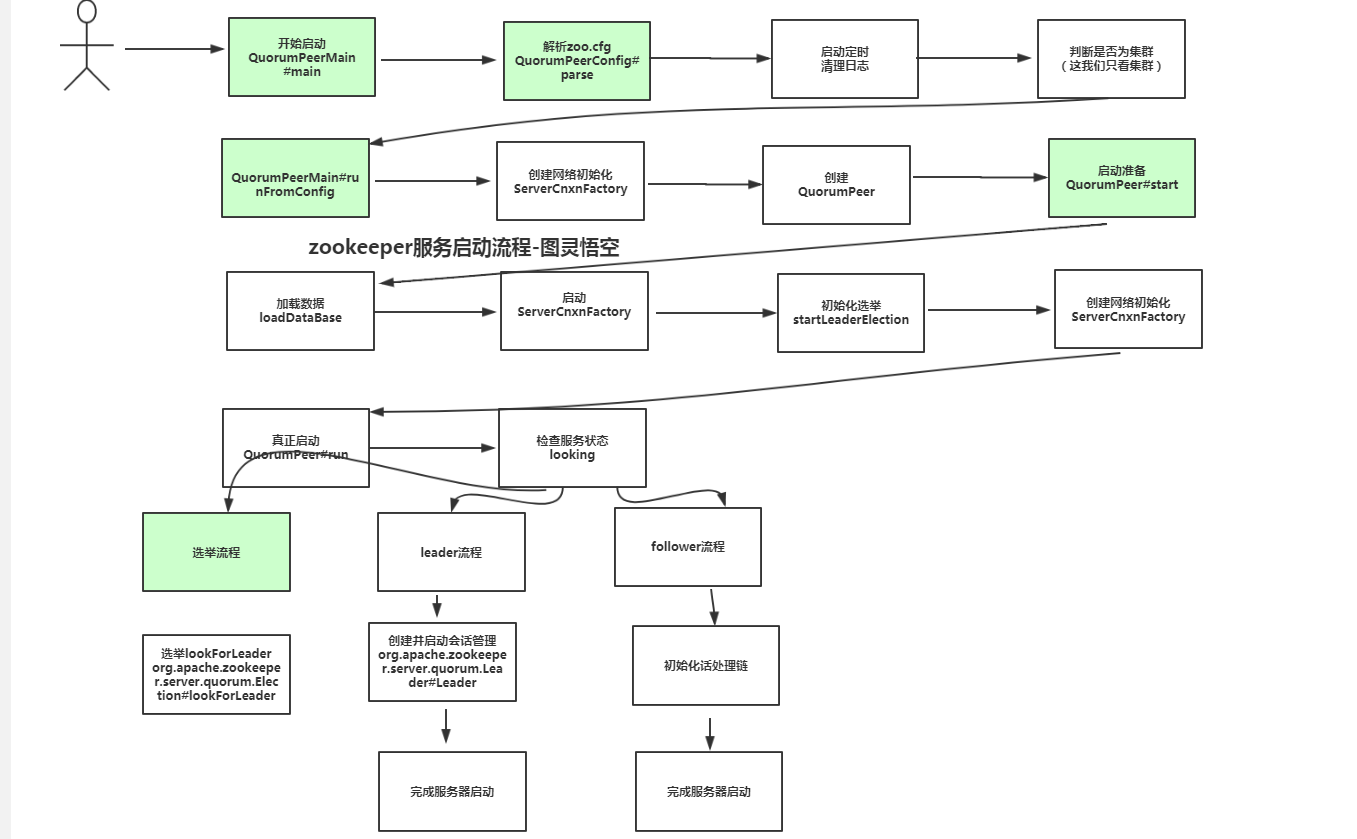 开始启动
QuorumPeerMain
#main
解析zoo.cfg
QuorumPeerConfig#
parse
启动定时
清理日志
判断是否为集群
（这我们只看集群）
QuorumPeerMain#ru
nFromConfig
创建网络初始化
ServerCnxnFactory
创建
QuorumPeer
启动准备
QuorumPeer#start
zookeeper服务启动流程-图灵悟空
加载数据
loadDataBase
启动
ServerCnxnFactory
初始化选举
startLeaderElection
创建网络初始化
ServerCnxnFactory
真正启动
QuorumPeer#run
检查服务状态
looking
选举流程
leader流程
follower流程
选举lookForLeader
org.apache.zookeepe
r.server.quorum.Elec
tion#lookForLeader
创建并启动会话管理
org.apache.zookeepe
r.server.quorum.Lea
der#Leader
初始化话处理链
完成服务器启动
完成服务器启动